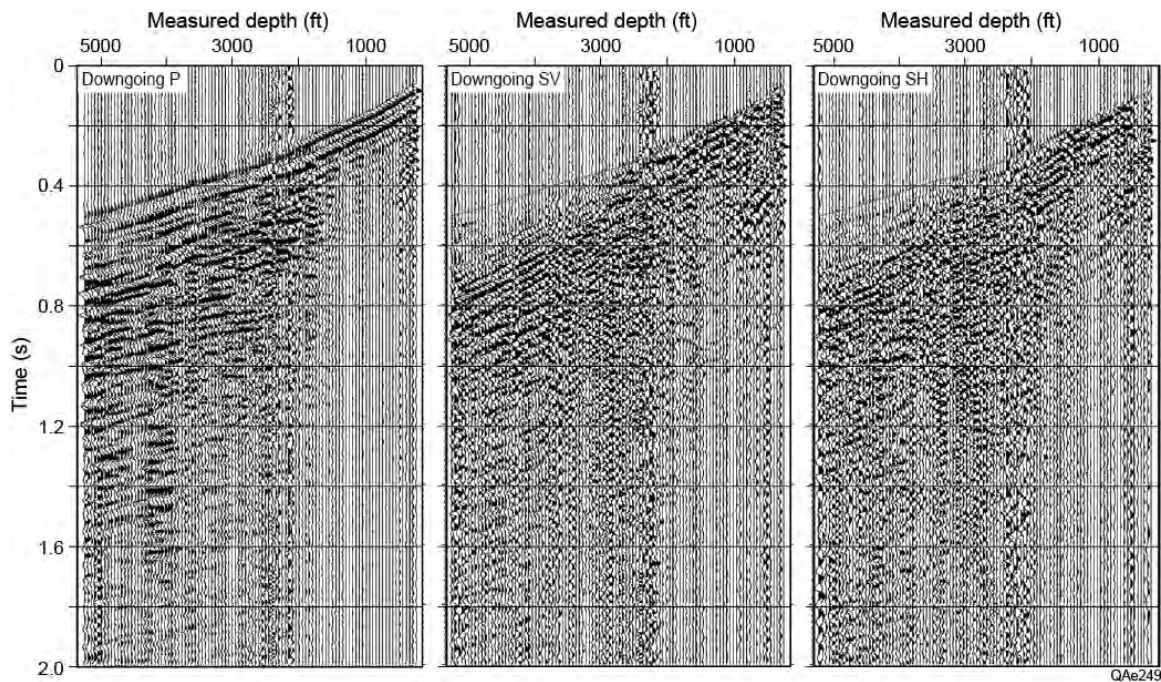 Measured depth (ft) Measured depth (ft) Measured depth (ft)
5000 3000 1000 5000 3000 1000 5000 3000 1000
0
Downgoing P Downgoing SV Downgoing SH
0.4
0.8
Time (s)
1.2
1.6
2.0
QAe249